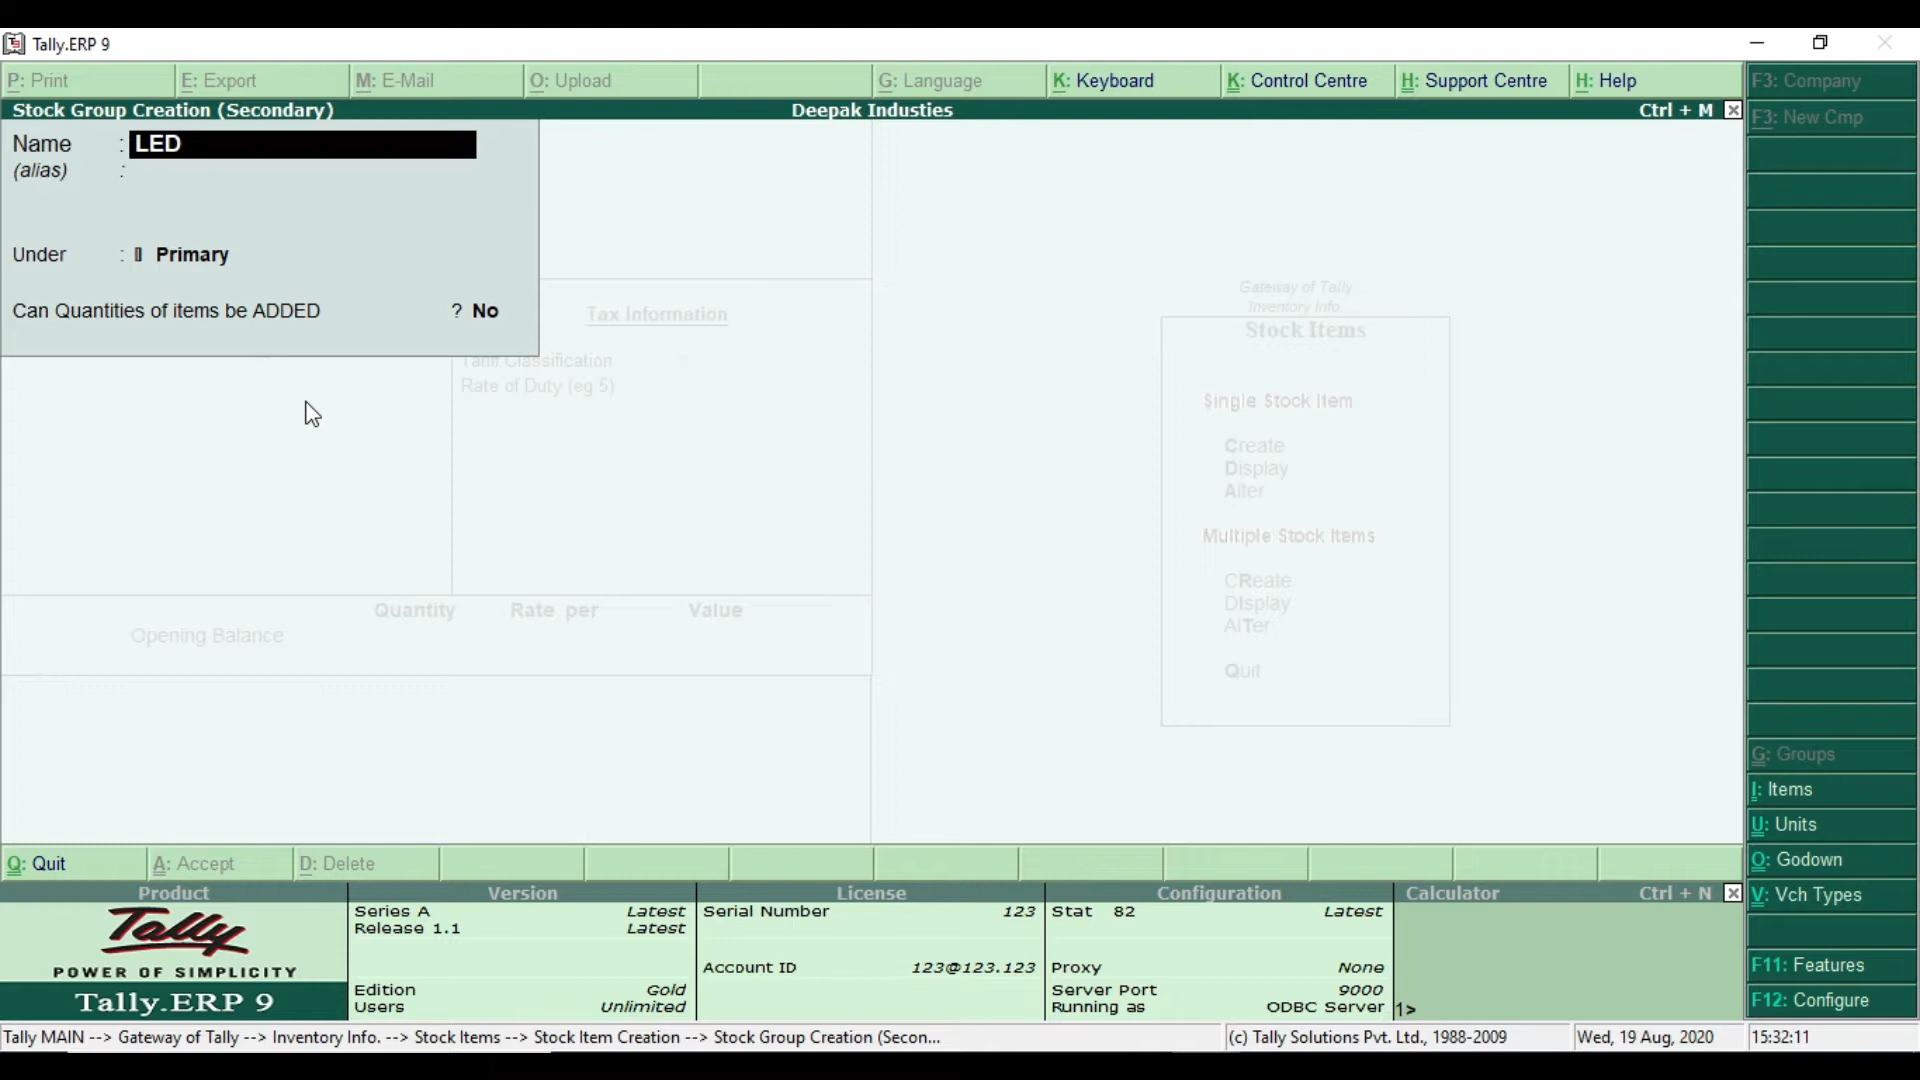 Tally.ERP 9
P: Print E: Export M: E-Mail O: Upload G: Language K: Keyboard K: Control Centre H: Support Centre H: Help
F3: Company
Stock Group Creation (Secondary) Deepak Industies Ctrl + M
F3: New Cmp
Name : LED
(alias) :
Under : Primary
Can Quantities of items be ADDED ? No
Tax Information
Tariff Classification
Rate of Duty (eg 5)
Quantity Rate per Value
Opening Balance
Gateway of Tally ...
Inventory Info. ...
Stock Items
Single Stock Item
Create
Display
Alter
Multiple Stock Items
CReate
DIsplay
AlTer
Quit
G: Groups
I: Items
U: Units
O: Godown
V: Vch Types
F11: Features
F12: Configure
Q: Quit A: Accept D: Delete
Product Version License Configuration Calculator Ctrl + N
Tally
POWER OF SIMPLICITY
Tally.ERP 9
Series A Latest
Release 1.1 Latest
Edition Gold
Users Unlimited
Serial Number 123
Account ID 123@123.123
Stat 82 Latest
Proxy None
Server Port 9000
Running as ODBC Server
1>
Tally MAIN --> Gateway of Tally --> Inventory Info. --> Stock Items --> Stock Item Creation --> Stock Group Creation (Secon... (c) Tally Solutions Pvt. Ltd., 1988-2009 Wed, 19 Aug, 2020 15:32:11